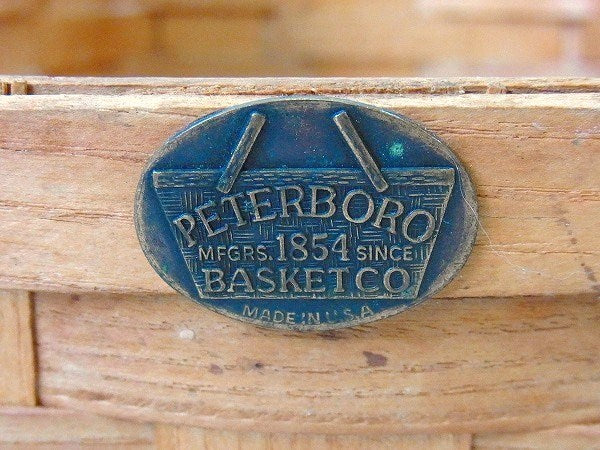 PETERBORO
MFGRS. 1854 SINCE
BASKET CO
MADE IN U.S.A